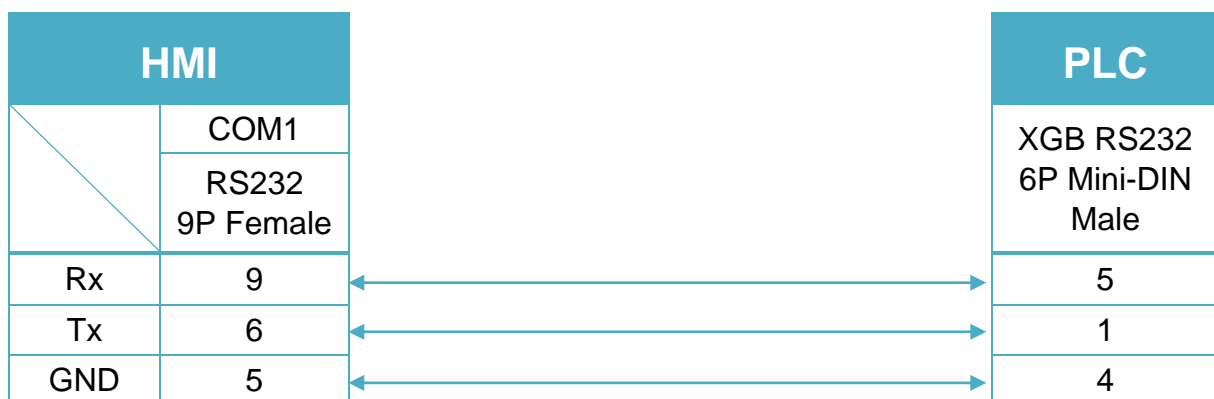 HMI
PLC
COM1
RS232
9P Female
XGB RS232
6P Mini-DIN
Male
Rx 9 5
Tx 6 1
GND 5 4